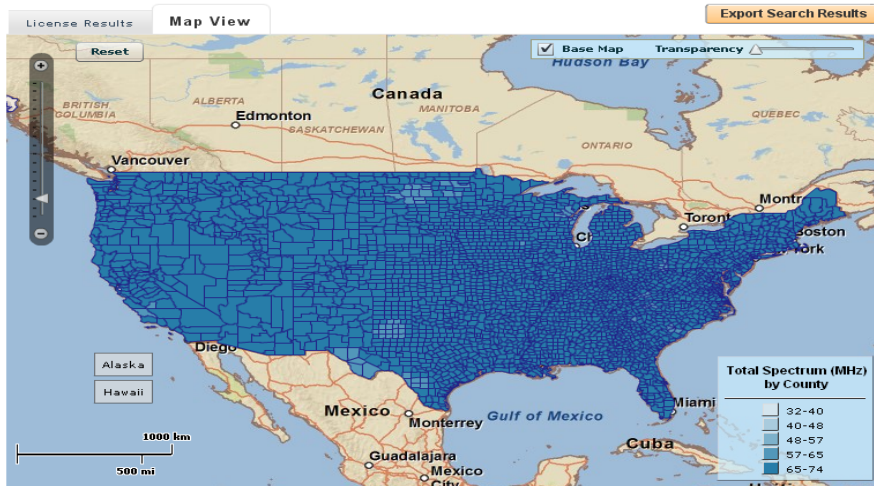 License Results
Map View
Export Search Results
Reset
Base Map
Transparency
Hudson Bay
Canada
BRITISH
COLUMBIA
ALBERTA
MANITOBA
Edmonton
SASKATCHEWAN
QUEBEC
ONTARIO
Vancouver
Montr
Toront
Boston
York
Ch
Diego
Alaska
Hawaii
Total Spectrum (MHz)
by County
32-40
40-48
48-57
57-65
65-74
Miami
Mexico
Monterrey
Gulf of Mexico
Cuba
1000 km
500 mi
Guadalajara
Mexico
City